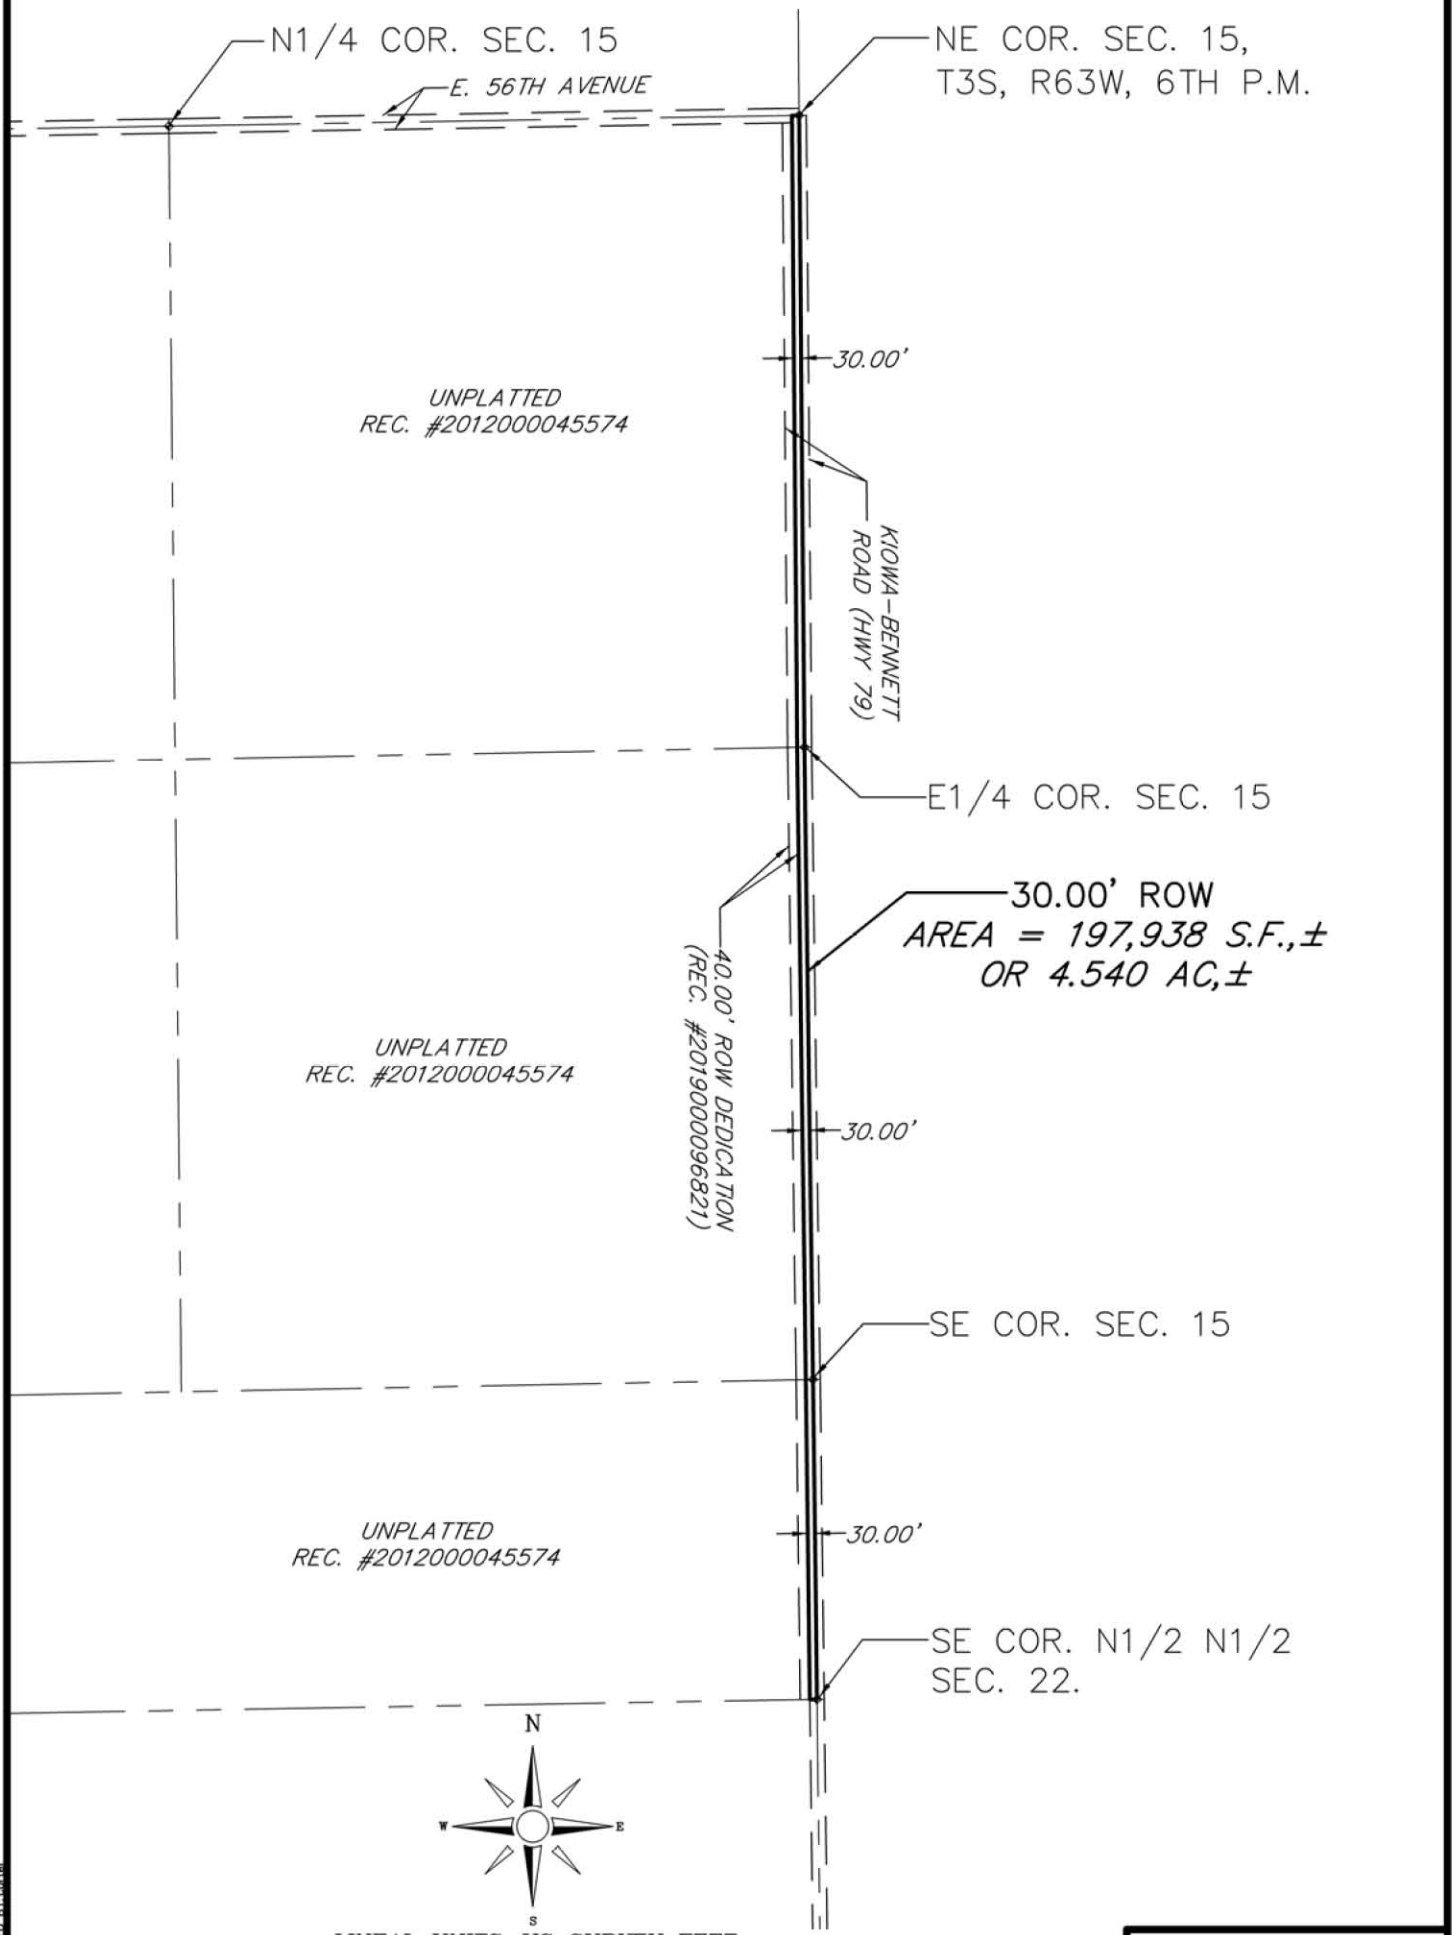 N1/4 COR. SEC. 15
NE COR. SEC. 15,
T3S, R63W, 6TH P.M.
E. 56TH AVENUE
30.00'
UNPLATTED
REC. #2012000045574
KIOWA-BENNETT
ROAD (HWY 79)
E1/4 COR. SEC. 15
30.00' ROW
AREA = 197,938 S.F.,±
OR 4.540 AC,±
40.00' ROW DEDICATION
(REC. #2019000096821)
UNPLATTED
REC. #2012000045574
30.00'
SE COR. SEC. 15
UNPLATTED
REC. #2012000045574
30.00'
SE COR. N1/2 N1/2
SEC. 22.
N
W
E
S